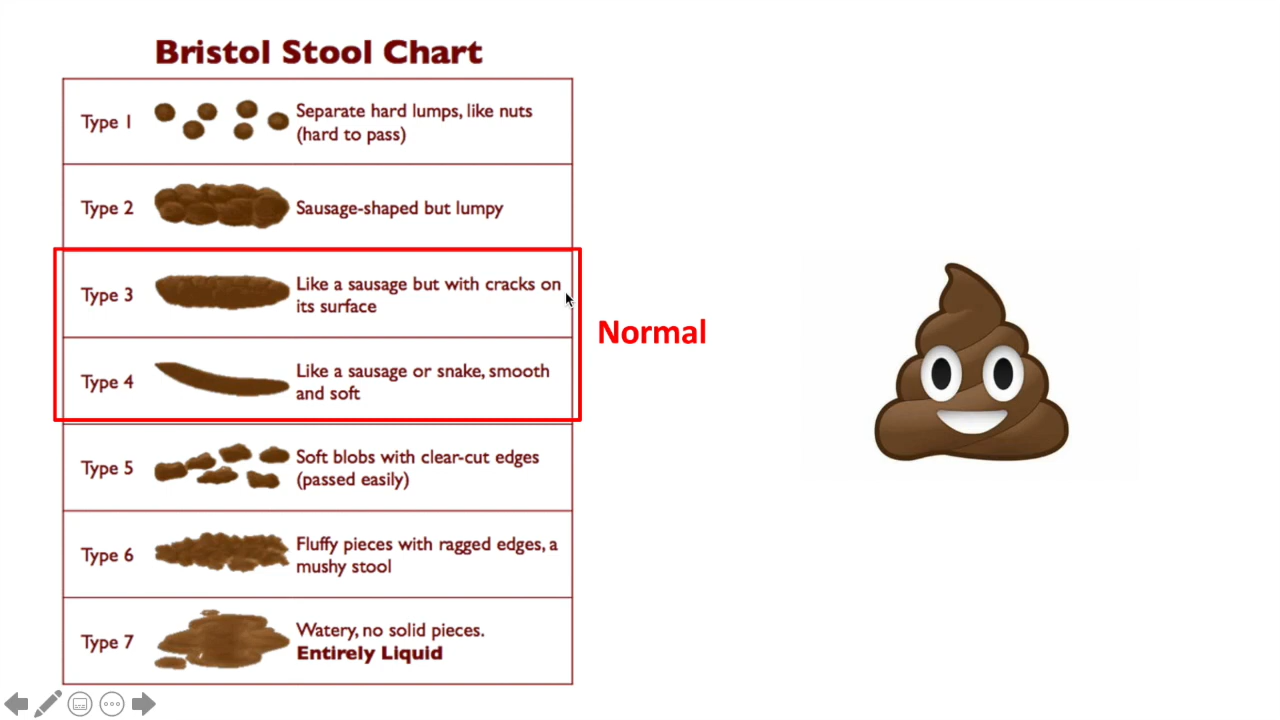 Bristol Stool Chart
Type 1
Separate hard lumps, like nuts
(hard to pass)
Type 2
Sausage-shaped but lumpy
Type 3
Like a sausage but with cracks on
its surface
Normal
Type 4
Like a sausage or snake, smooth
and soft
Type 5
Soft blobs with clear-cut edges
(passed easily)
Type 6
Fluffy pieces with ragged edges, a
mushy stool
Type 7
Watery, no solid pieces.
Entirely Liquid